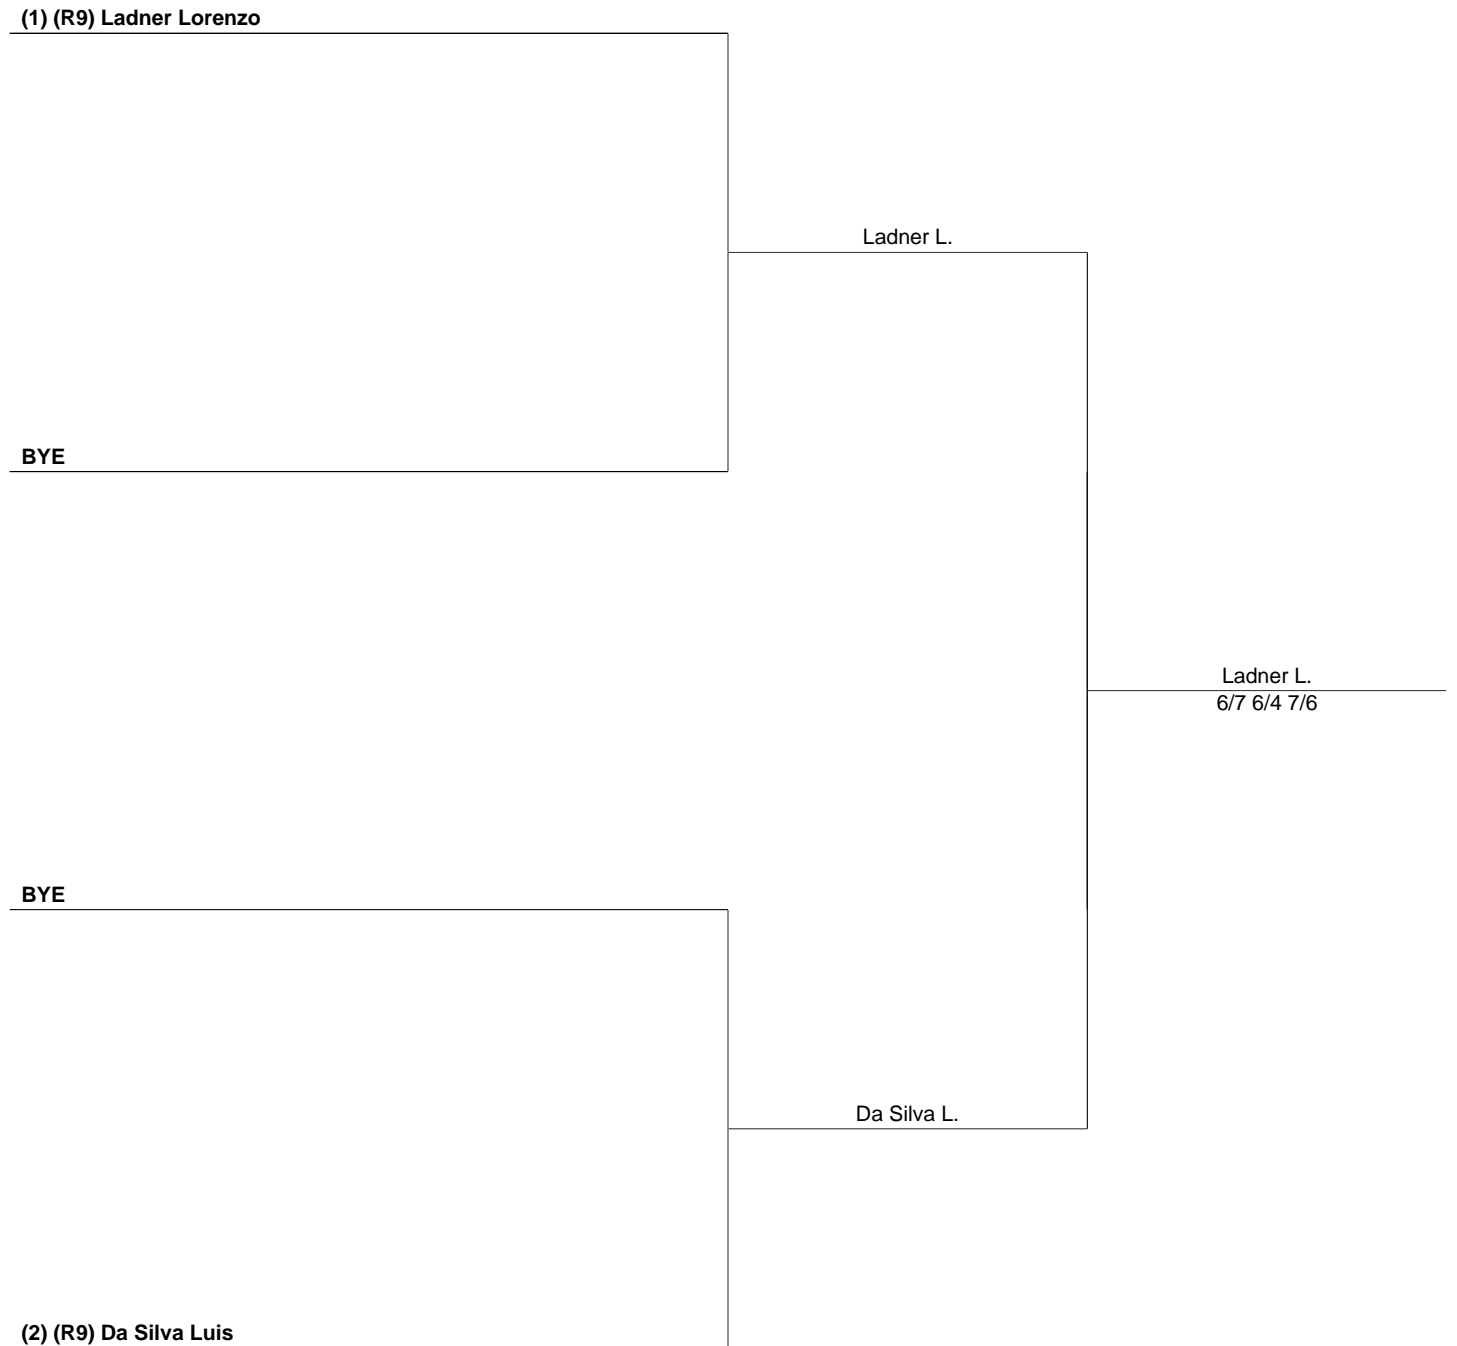 (1) (R9) Ladner Lorenzo
Ladner L.
BYE
Ladner L.
6/7 6/4 7/6
BYE
Da Silva L.
(2) (R9) Da Silva Luis